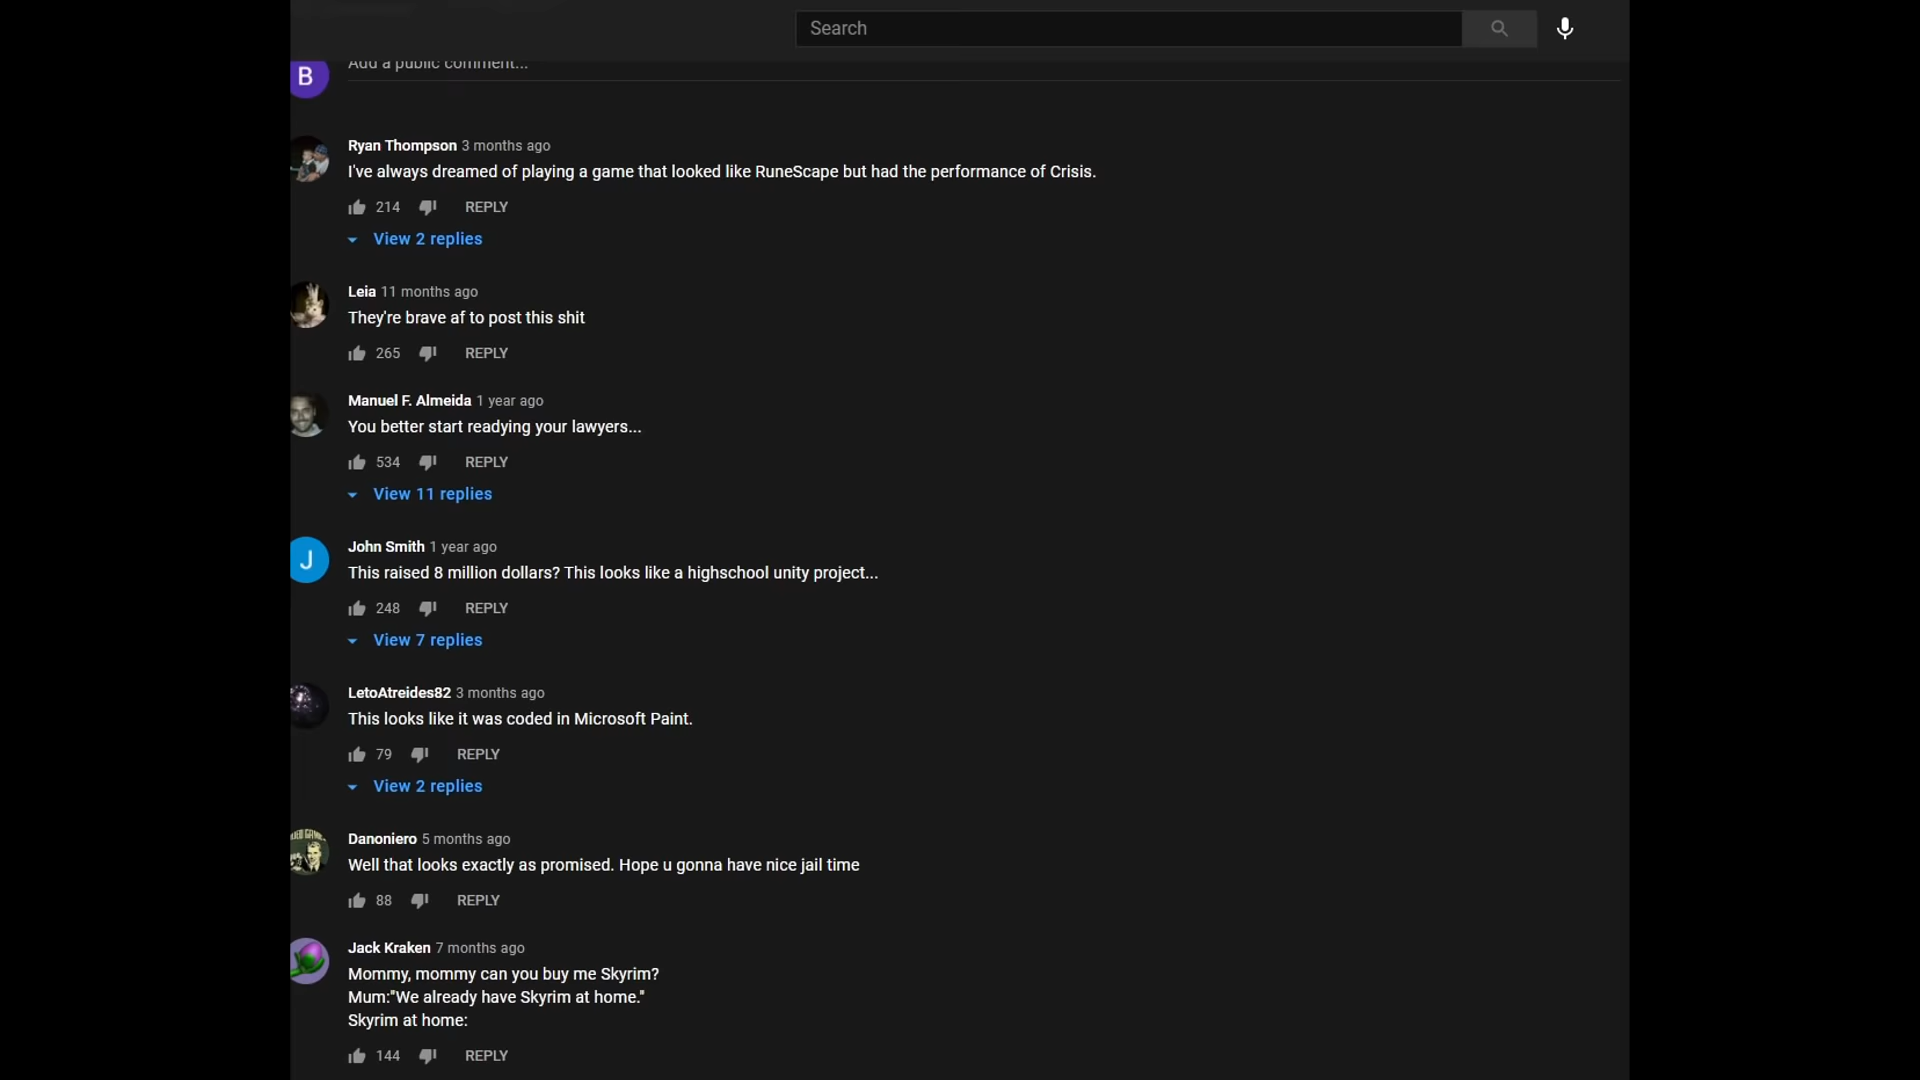 Search
B
Add a public comment...
Ryan Thompson 3 months ago
I've always dreamed of playing a game that looked like RuneScape but had the performance of Crisis.
214 REPLY
View 2 replies
Leia 11 months ago
They're brave af to post this shit
265 REPLY
Manuel F. Almeida 1 year ago
You better start readying your lawyers...
534 REPLY
View 11 replies
J
John Smith 1 year ago
This raised 8 million dollars? This looks like a highschool unity project...
248 REPLY
View 7 replies
LetoAtreides82 3 months ago
This looks like it was coded in Microsoft Paint.
79 REPLY
View 2 replies
Danoniero 5 months ago
Well that looks exactly as promised. Hope u gonna have nice jail time
88 REPLY
Jack Kraken 7 months ago
Mommy, mommy can you buy me Skyrim?
Mum:"We already have Skyrim at home."
Skyrim at home:
144 REPLY